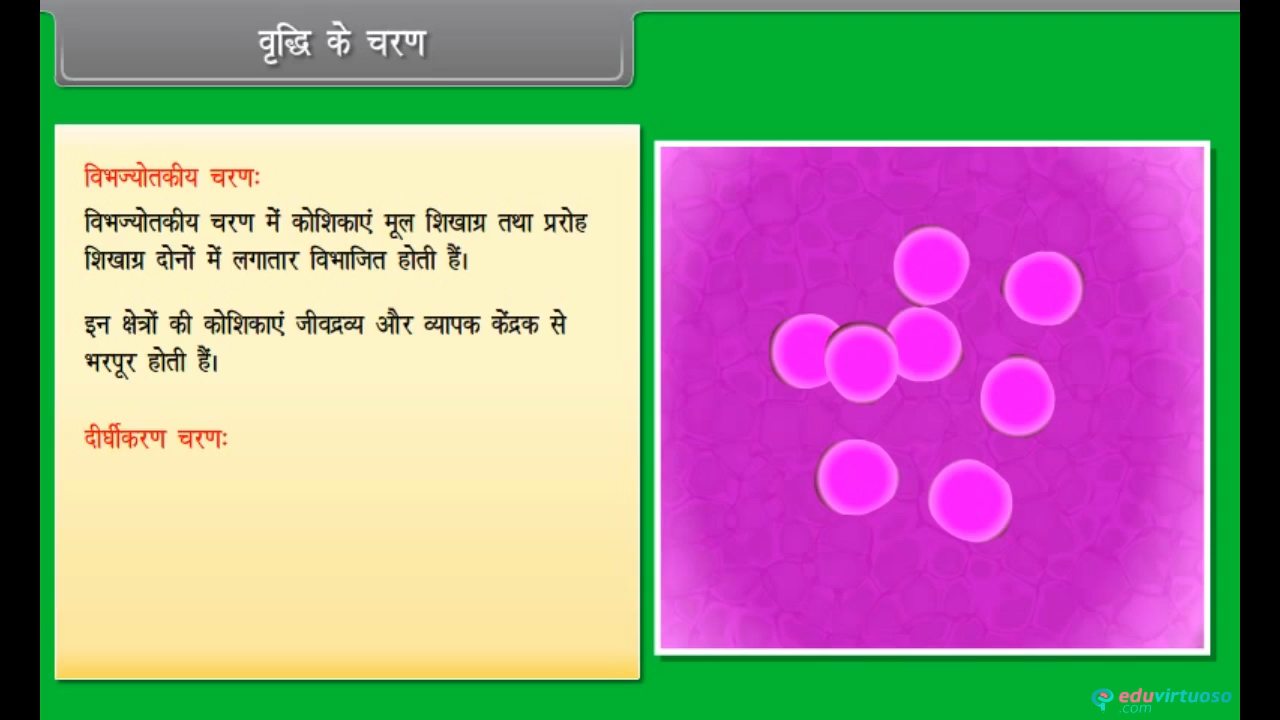 वृद्धि के चरण
विभज्योतकीय चरणः
विभज्योतकीय चरण में कोशिकाएं मूल शिखाग्र तथा प्ररोह
शिखाग्र दोनों में लगातार विभाजित होती हैं।
इन क्षेत्रों की कोशिकाएं जीवद्रव्य और व्यापक केंद्रक से
भरपूर होती हैं।
दीर्घीकरण चरणः
eduvirtuoso
.com